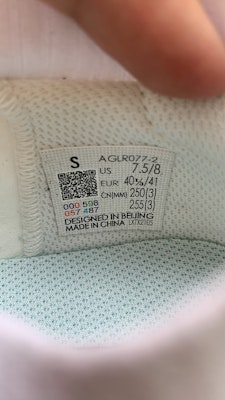 S
AGLR077-2
US 7.5/8
EUR 40⅔/41
CN(MM) 250(3)
255(3)
000 598
057 487
DESIGNED IN BEIJING
MADE IN CHINA